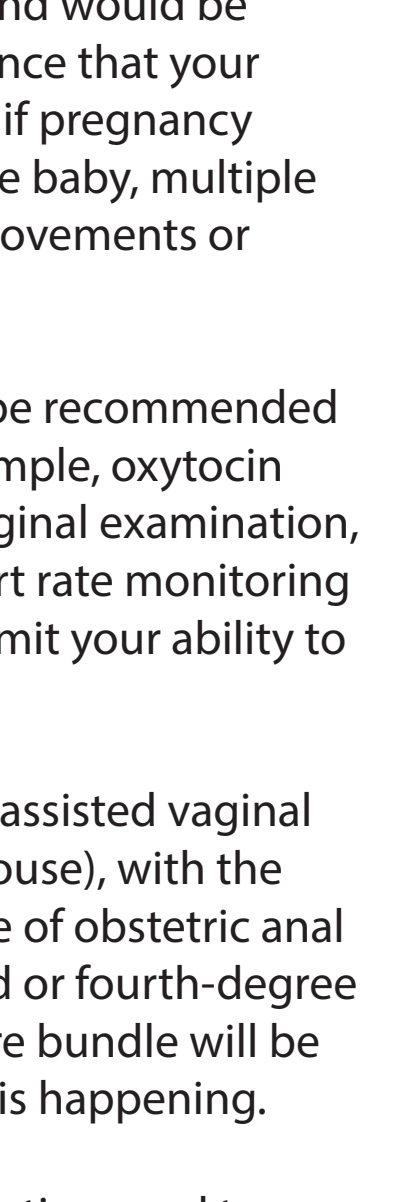 nd would be
nce that your
if pregnancy
e baby, multiple
ovements or
be recommended
mple, oxytocin
ginal examination,
rt rate monitoring
mit your ability to
assisted vaginal
ouse), with the
e of obstetric anal
d or fourth-degree
re bundle will be
is happening.